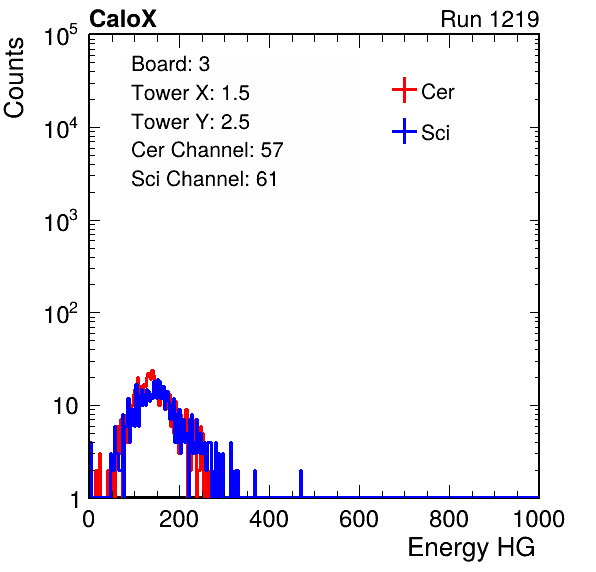 CaloX Run 1219
Counts
Board: 3
Tower X: 1.5
Tower Y: 2.5
Cer Channel: 57
Sci Channel: 61
Cer
Sci
10^5
10^4
10^3
10^2
10
1
0 200 400 600 800 1000
Energy HG